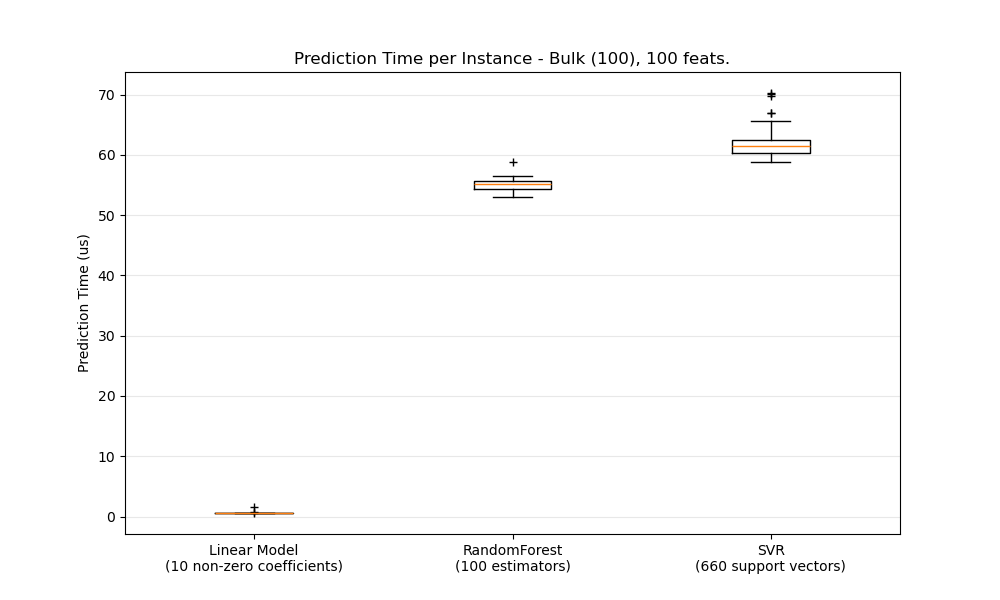 Prediction Time per Instance - Bulk (100), 100 feats.
Prediction Time (us)
70
60
50
40
30
20
10
0
Linear Model
(10 non-zero coefficients)
RandomForest
(100 estimators)
SVR
(660 support vectors)